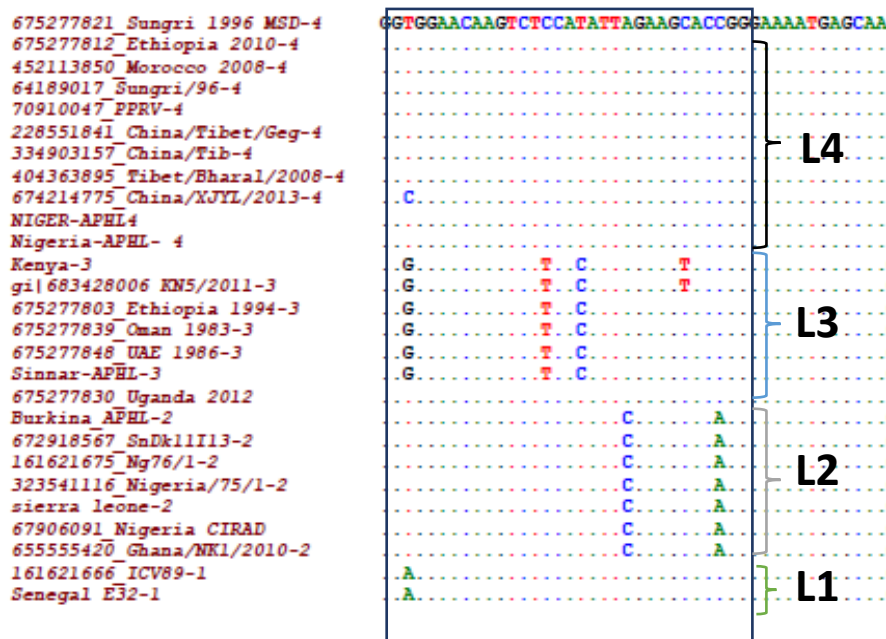 675277821_Sungri 1996 MSD-4 GGTGGAACAAGTCTCCATATTAGAAGCACCGGGAAAATGAGCAA
675277812_Ethiopia 2010-4 ............................................
452113850_Morocco 2008-4 ............................................
64189017_Sungri/96-4 ............................................
70910047_PPRV-4 ............................................
228551841_China/Tibet/Geg-4 ............................................
334903157_China/Tib-4 ............................................ L4
404363895_Tibet/Bharal/2008-4 ............................................
674214775_China/XJYL/2013-4 ..C.........................................
NIGER-APHL4 ............................................
Nigeria-APHL- 4 ............................................
Kenya-3 ..G...........T..C........T.................
gi|683428006 KN5/2011-3 ..G...........T..C........T.................
675277803_Ethiopia 1994-3 ..G...........T..C..........................
675277839_Oman 1983-3 ..G...........T..C.......................... L3
675277848_UAE 1986-3 ..G...........T..C..........................
Sinnar-APHL-3 ..G...........T..C..........................
675277830_Uganda 2012 ............................................
Burkina_APHL-2 .....................C.......A..............
672918567_SnDk11I13-2 .....................C.......A..............
161621675_Ng76/1-2 .....................C.......A..............
323541116_Nigeria/75/1-2 .....................C.......A.............. L2
sierra leone-2 .....................C.......A..............
67906091_Nigeria CIRAD .....................C.......A..............
655555420_Ghana/NK1/2010-2 .....................C.......A..............
161621666_ICV89-1 ..A.........................................
Senegal E32-1 ..A......................................... L1